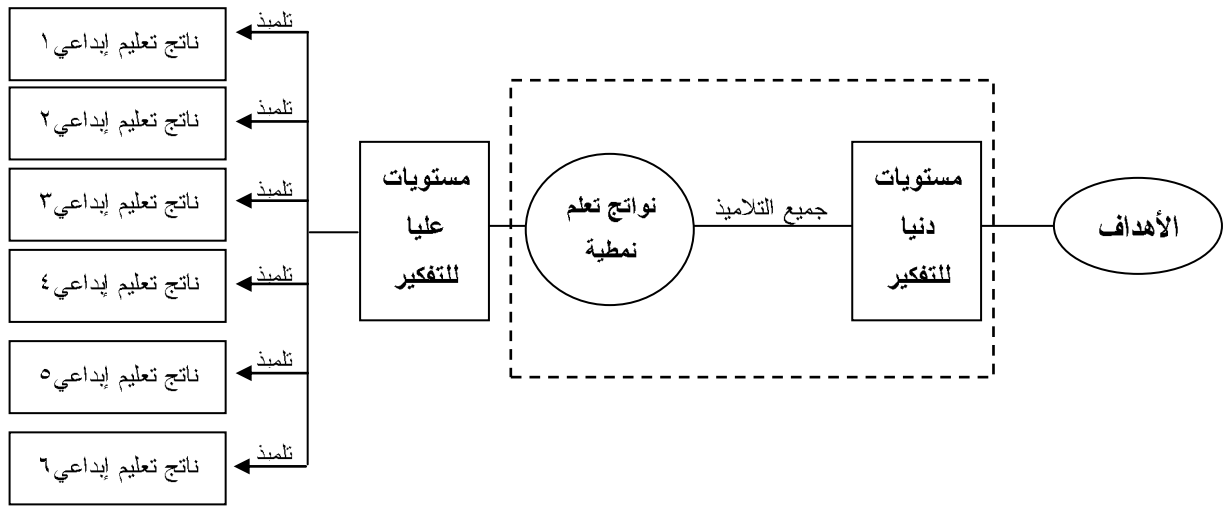 الأهداف
مستويات
دنيا
للتفكير
جميع التلاميذ
نواتج تعلم
نمطية
مستويات
عليا
للتفكير
تلميذ
ناتج تعليم إبداعي١
تلميذ
ناتج تعليم إبداعي٢
تلميذ
ناتج تعليم إبداعي٣
تلميذ
ناتج تعليم إبداعي٤
تلميذ
ناتج تعليم إبداعي٥
تلميذ
ناتج تعليم إبداعي٦